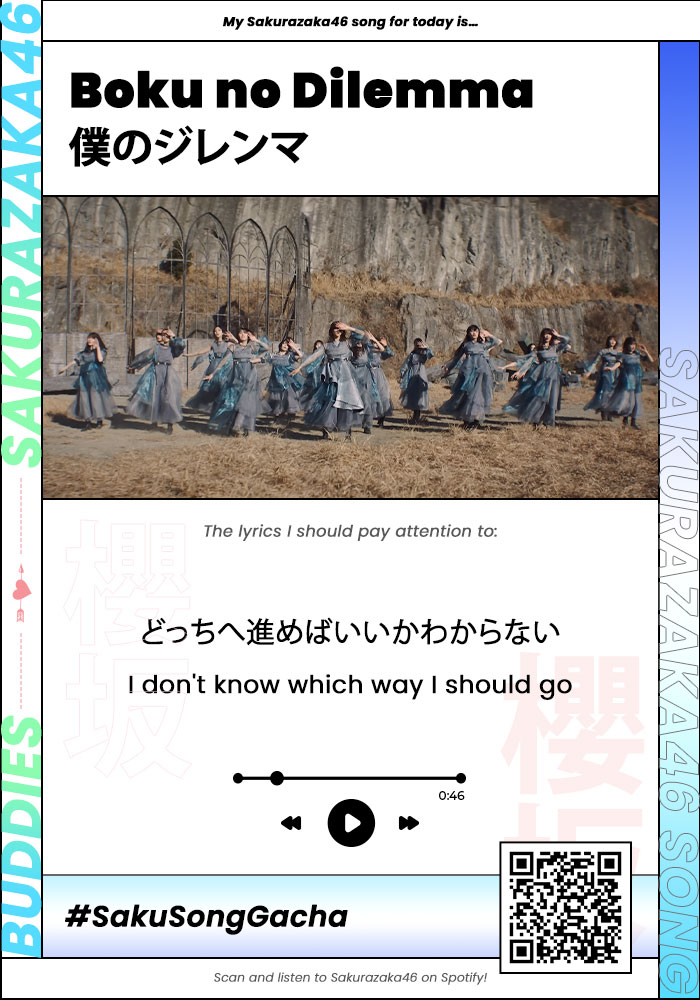 My Sakurazaka46 song for today is...
Boku no Dilemma
僕のジレンマ
The lyrics I should pay attention to:
どっちへ進めばいいかわからない
I don't know which way I should go
0:46
#SakuSongGacha
Scan and listen to Sakurazaka46 on Spotify!
BUDDIES
SAKURAZAKA46
SAKURAZAKA46 SONG
櫻坂
櫻坂